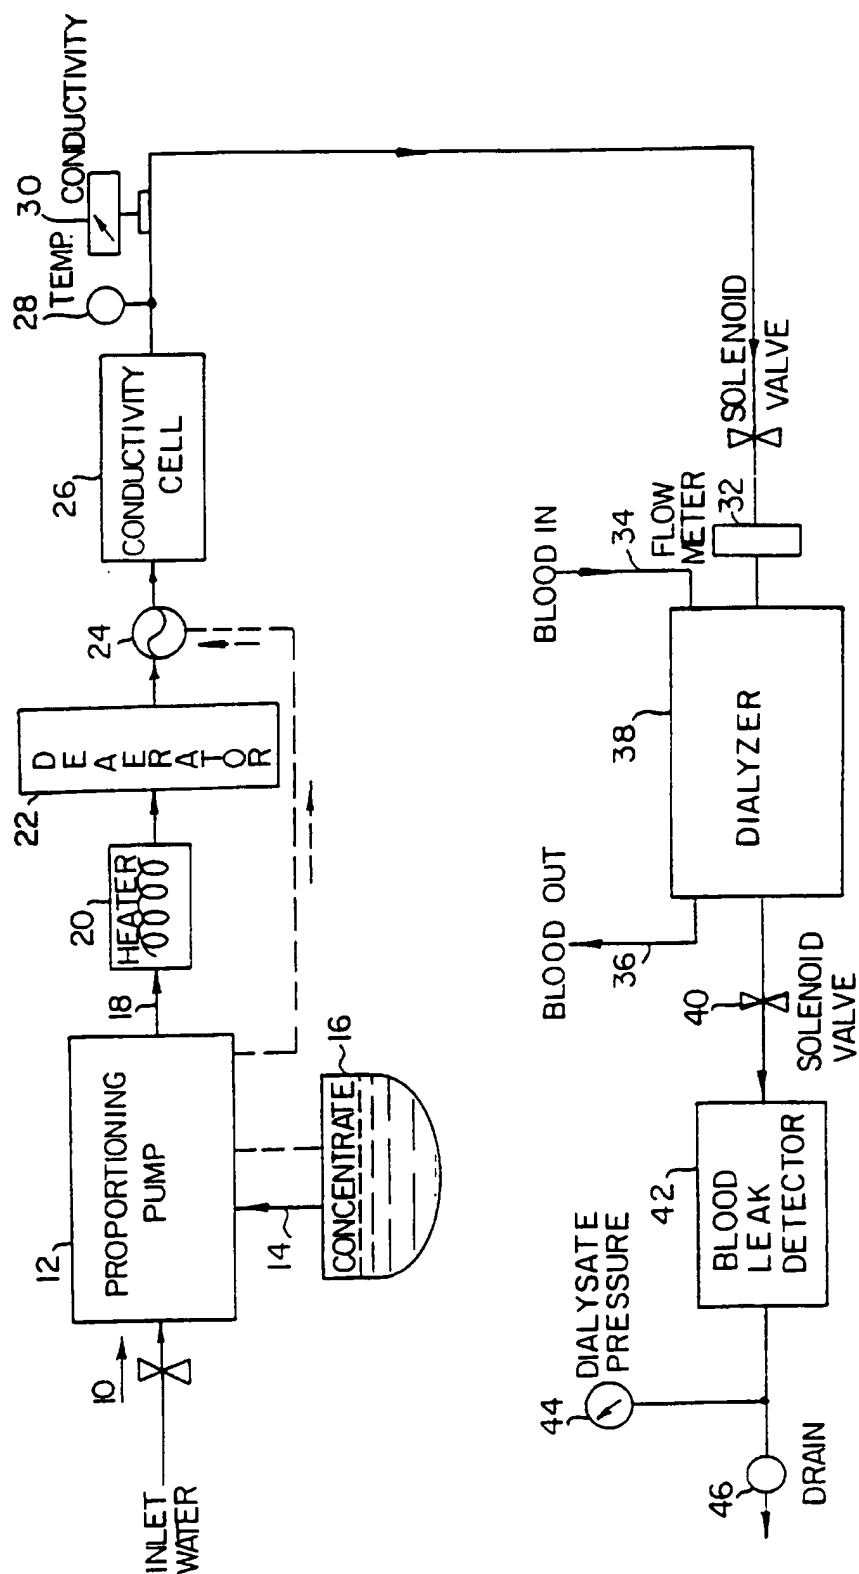 INLET
WATER
10
12
PROPORTIONING
PUMP
14
16
CONCENTRATE
18
20
HEATER
22
DEAERATOR
24
26
CONDUCTIVITY
CELL
28
TEMP.
30
CONDUCTIVITY
SOLENOID
VALVE
FLOW
METER
32
BLOOD IN
34
38
DIALYZER
BLOOD OUT
36
40
SOLENOID
VALVE
42
BLOOD
LEAK
DETECTOR
DIALYSATE
PRESSURE
44
46
DRAIN